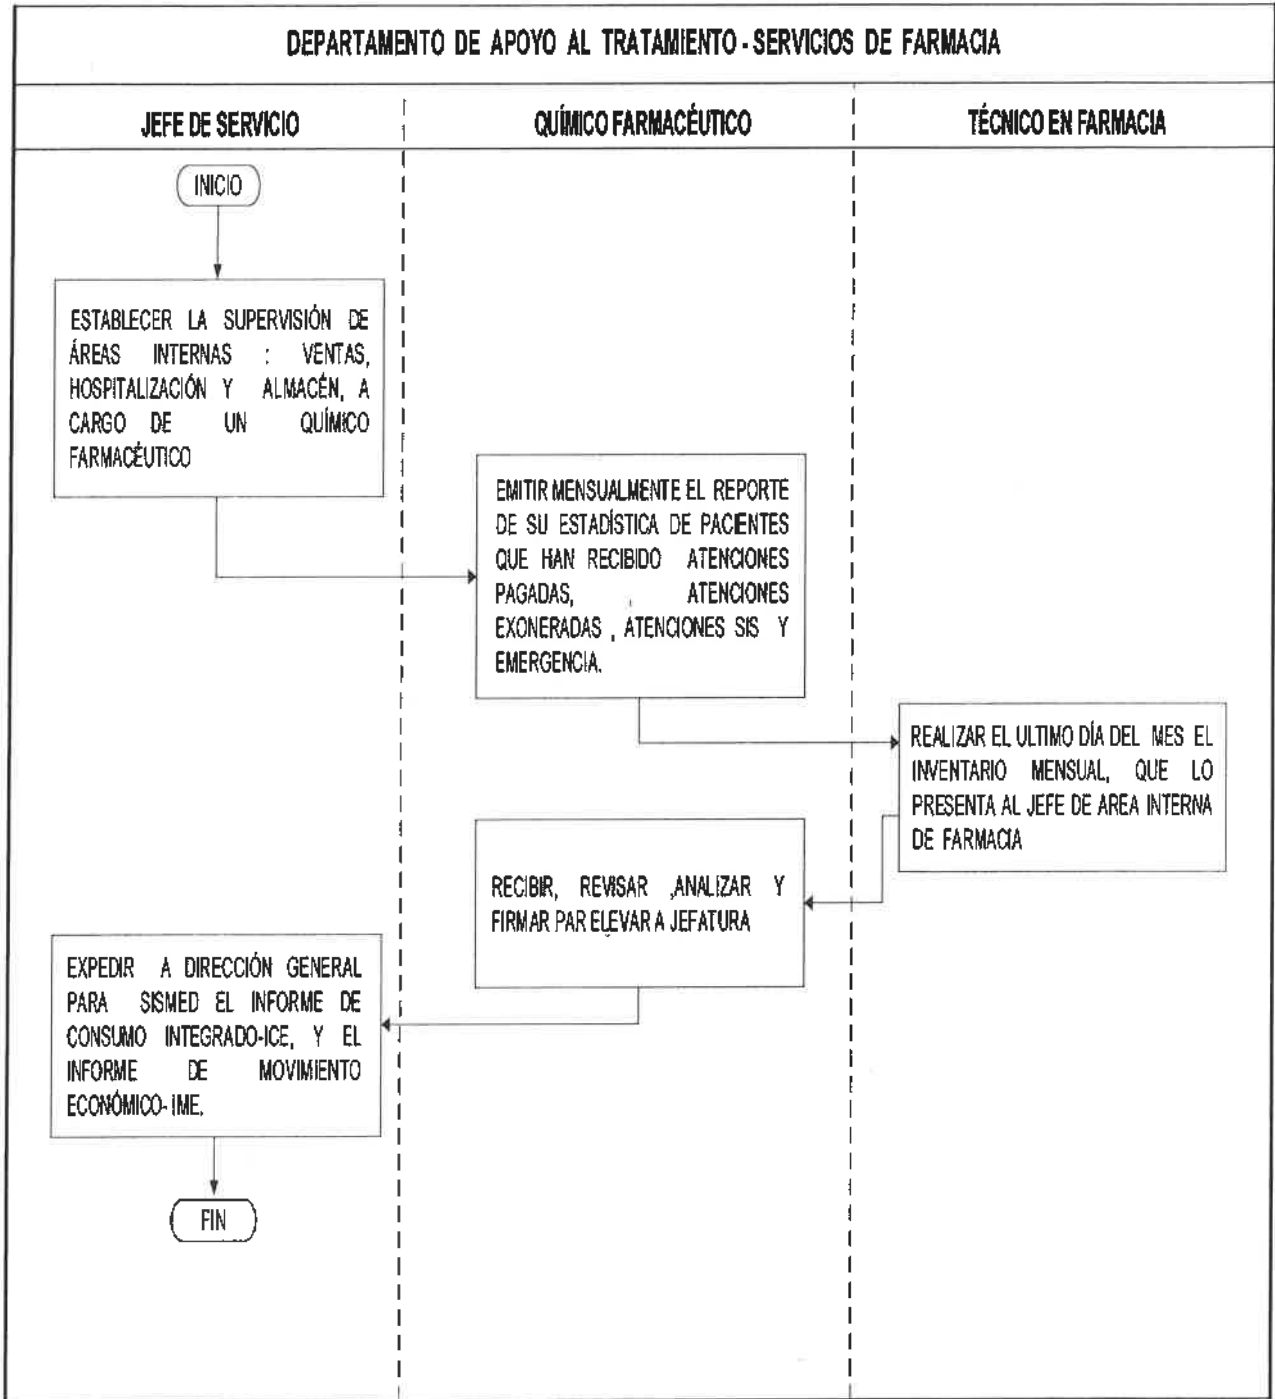 DEPARTAMENTO DE APOYO AL TRATAMIENTO - SERVICIOS DE FARMACIA
JEFE DE SERVICIO
QUÍMICO FARMACÉUTICO
TÉCNICO EN FARMACIA
INICIO
ESTABLECER LA SUPERVISIÓN DE
ÁREAS INTERNAS : VENTAS,
HOSPITALIZACIÓN Y ALMACÉN, A
CARGO DE UN QUÍMICO
FARMACÉUTICO
EMITIR MENSUALMENTE EL REPORTE
DE SU ESTADÍSTICA DE PACIENTES
QUE HAN RECIBIDO ATENCIONES
PAGADAS, , ATENCIONES
EXONERADAS , ATENCIONES SIS Y
EMERGENCIA.
REALIZAR EL ULTIMO DÍA DEL MES EL
INVENTARIO MENSUAL, QUE LO
PRESENTA AL JEFE DE AREA INTERNA
DE FARMACIA
RECIBIR, REVISAR ,ANALIZAR Y
FIRMAR PAR ELEVAR A JEFATURA
EXPEDIR A DIRECCIÓN GENERAL
PARA SISMED EL INFORME DE
CONSUMO INTEGRADO-ICE, Y EL
INFORME DE MOVIMIENTO
ECONÓMICO- IME.
FIN